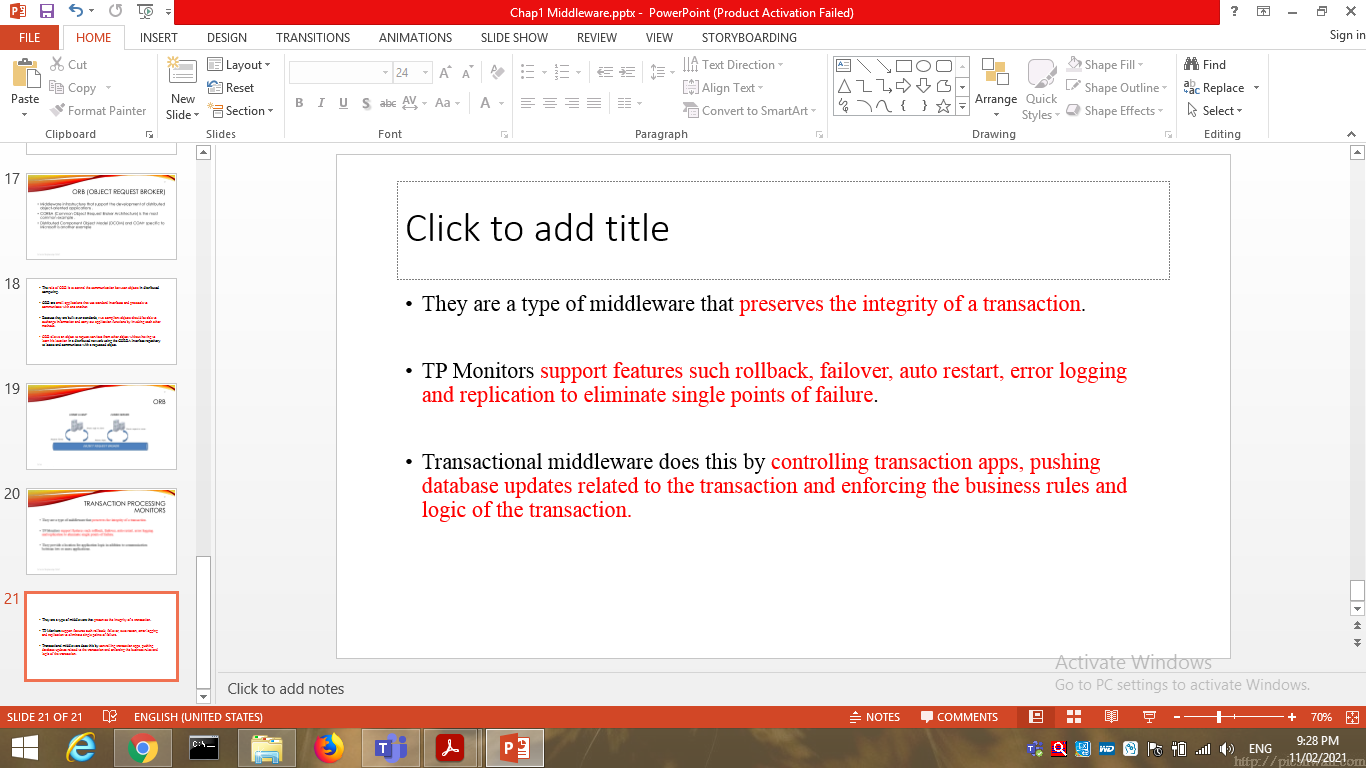 Chap1 Middleware.pptx - PowerPoint (Product Activation Failed)
FILE HOME INSERT DESIGN TRANSITIONS ANIMATIONS SLIDE SHOW REVIEW VIEW STORYBOARDING Sign in
Cut
Copy
Format Painter
Paste
Clipboard
New Slide
Layout
Reset
Section
Slides
24
Font
Text Direction
Align Text
Convert to SmartArt
Paragraph
Arrange
Quick Styles
Shape Fill
Shape Outline
Shape Effects
Drawing
Find
Replace
Select
Editing
17
ORB (OBJECT REQUEST BROKER)
18
19
ORB
20
TRANSACTION PROCESSING
MONITORS
21
Click to add title
• They are a type of middleware that preserves the integrity of a transaction.
• TP Monitors support features such rollback, failover, auto restart, error logging
and replication to eliminate single points of failure.
• Transactional middleware does this by controlling transaction apps, pushing
database updates related to the transaction and enforcing the business rules and
logic of the transaction.
Activate Windows
Go to PC settings to activate Windows.
Click to add notes
SLIDE 21 OF 21 ENGLISH (UNITED STATES) NOTES COMMENTS 70%
ENG
9:28 PM
11/02/2021